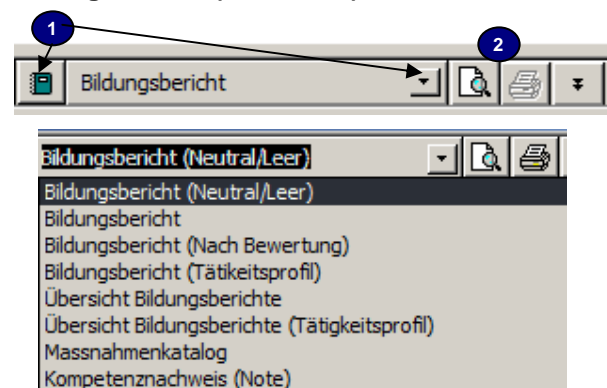 1
2
Bildungsbericht
Bildungsbericht (Neutral/Leer)
Bildungsbericht (Neutral/Leer)
Bildungsbericht
Bildungsbericht (Nach Bewertung)
Bildungsbericht (Tätikeitsprofil)
Übersicht Bildungsberichte
Übersicht Bildungsberichte (Tätigkeitsprofil)
Massnahmenkatalog
Kompetenznachweis (Note)